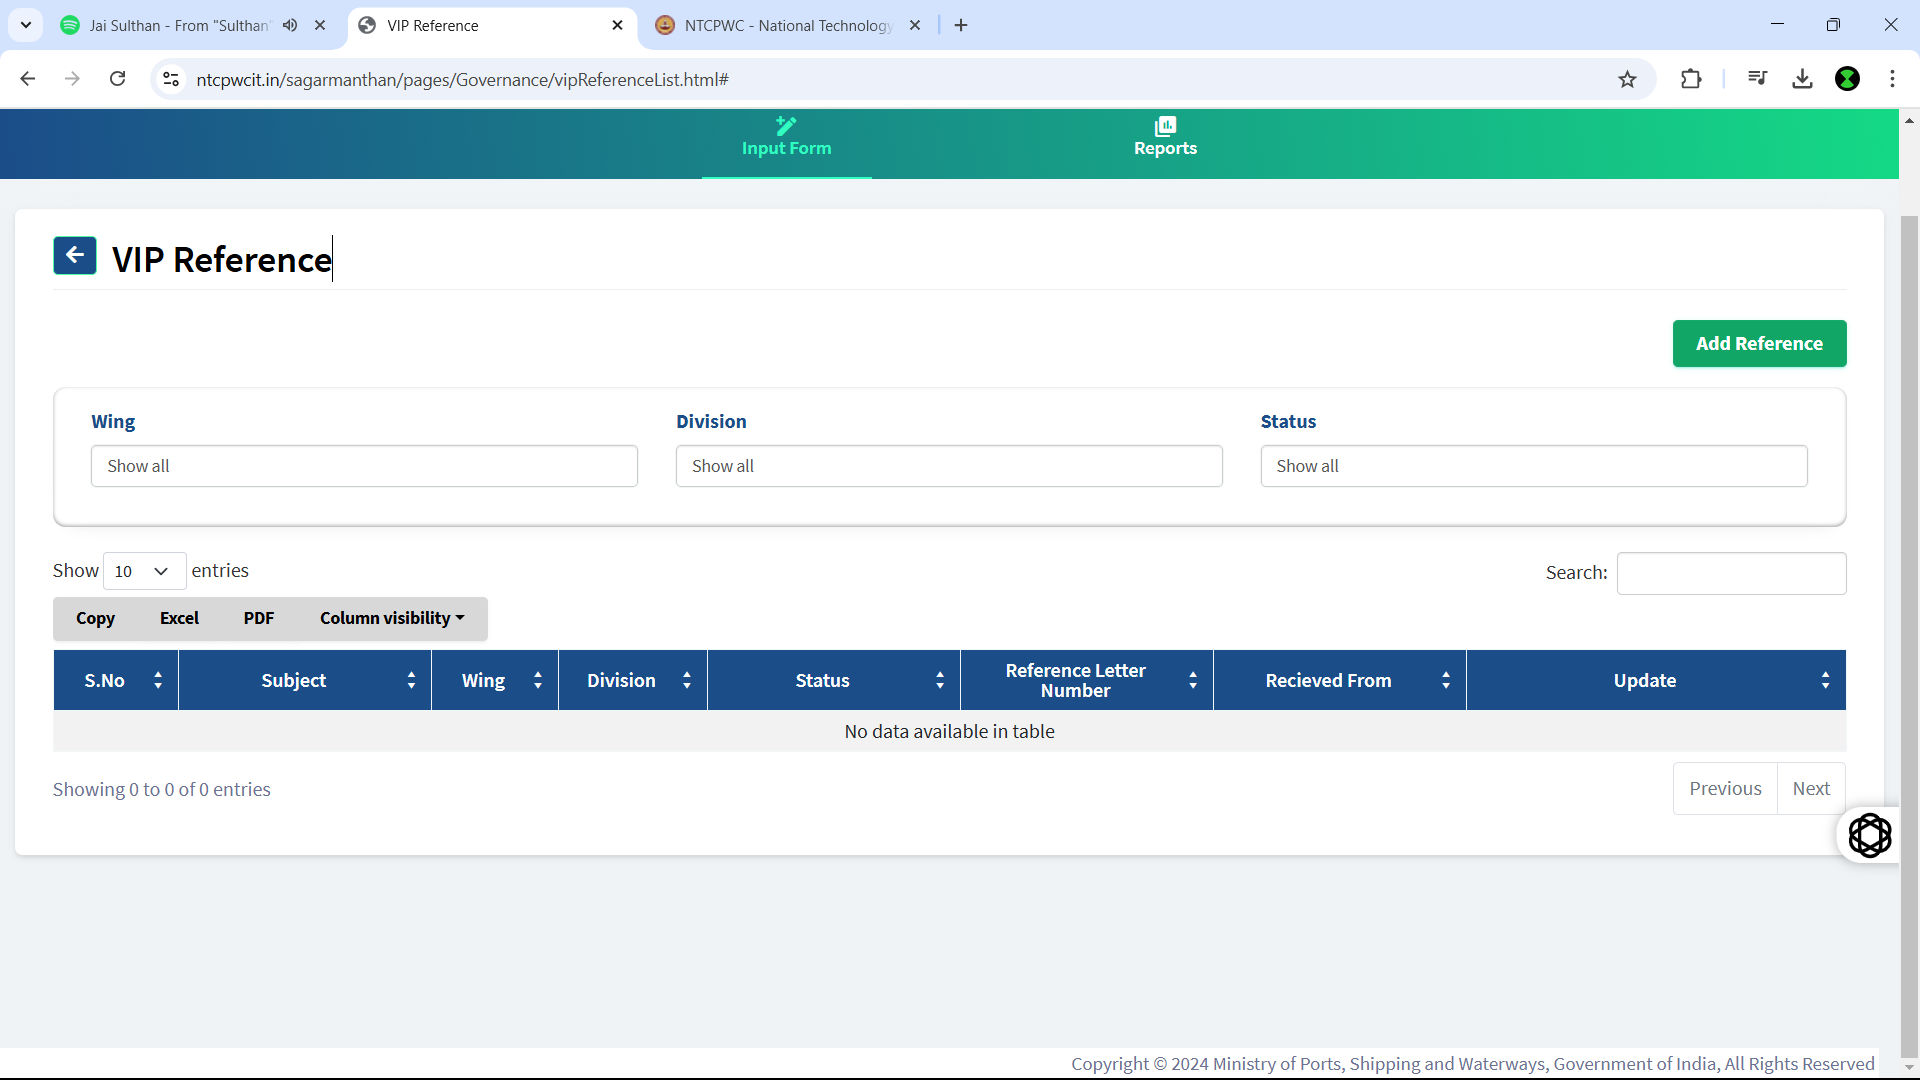 Jai Sulthan - From "Sulthan"
VIP Reference
NTCPWC - National Technology
ntcpwcit.in/sagarmanthan/pages/Governance/vipReferenceList.html#
Input Form
Reports
VIP Reference
Add Reference
Wing
Division
Status
Show all
Show all
Show all
Show 10 entries
Search:
Copy Excel PDF Column visibility
S.No Subject Wing Division Status Reference Letter Number Recieved From Update
No data available in table
Showing 0 to 0 of 0 entries
Previous Next
Copyright © 2024 Ministry of Ports, Shipping and Waterways, Government of India, All Rights Reserved